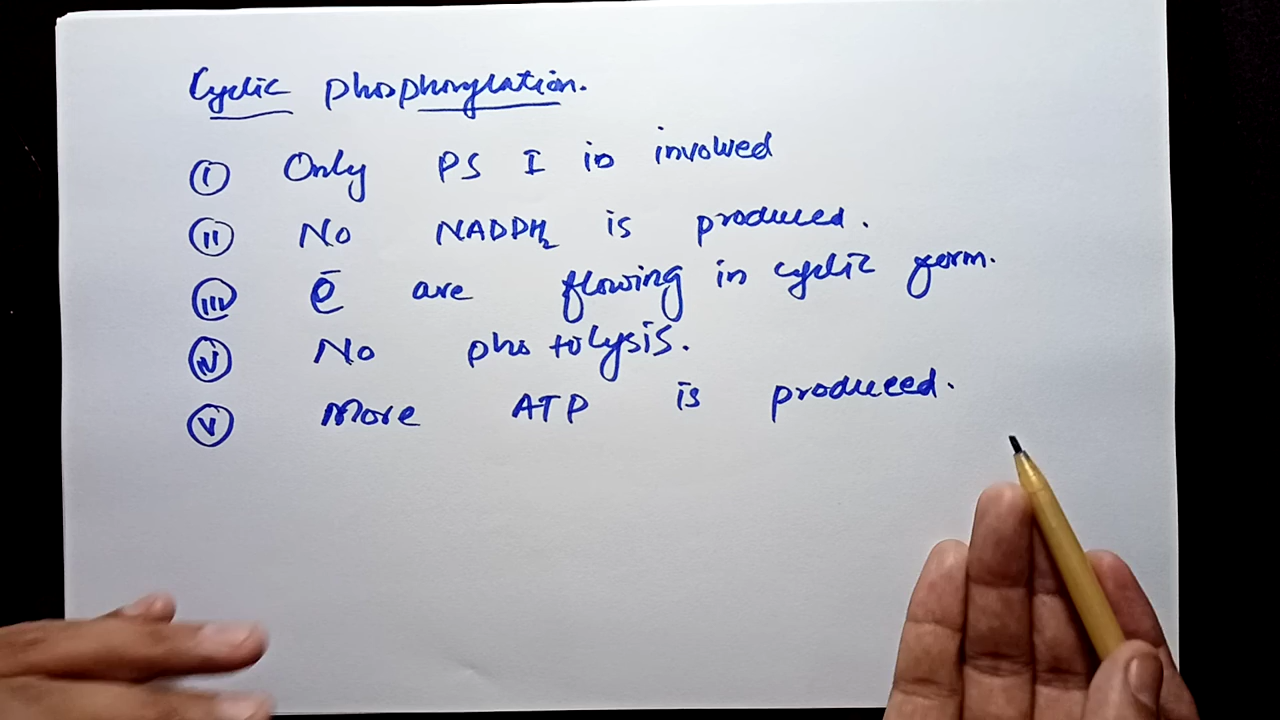 Cyclic phosphorylation.
(I) Only PS I is involved
(II) No NADPH₂ is produced.
(III) ē are flowing in cyclic form.
(IV) No photolysis.
(V) More ATP is produced.